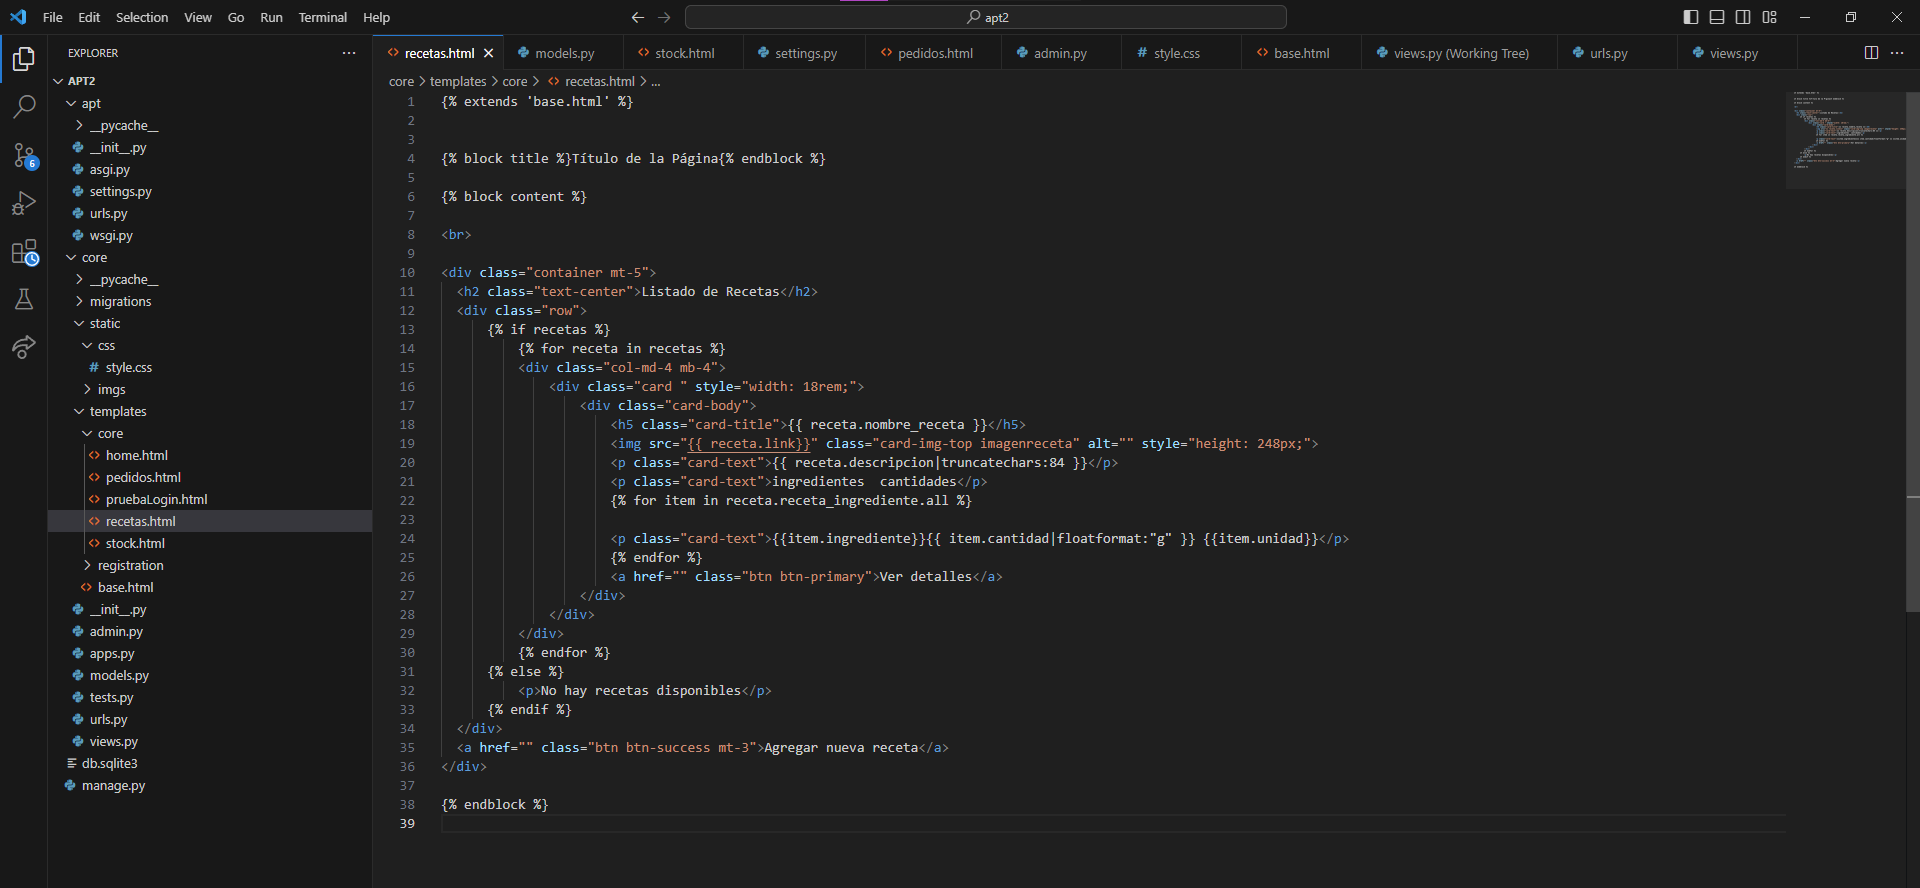 File Edit Selection View Go Run Terminal Help
apt2
EXPLORER
APT2
apt
__pycache__
__init__.py
asgi.py
settings.py
urls.py
wsgi.py
core
__pycache__
migrations
static
css
style.css
imgs
templates
core
home.html
pedidos.html
pruebaLogin.html
recetas.html
stock.html
registration
base.html
__init__.py
admin.py
apps.py
models.py
tests.py
urls.py
views.py
db.sqlite3
manage.py
6
recetas.html models.py stock.html settings.py pedidos.html admin.py style.css base.html views.py (Working Tree) urls.py views.py
core > templates > core > recetas.html > ...
1 {% extends 'base.html' %}
2
3
4 {% block title %}Título de la Página{% endblock %}
5
6 {% block content %}
7
8 <br>
9
10 <div class="container mt-5">
11 <h2 class="text-center">Listado de Recetas</h2>
12 <div class="row">
13 {% if recetas %}
14 {% for receta in recetas %}
15 <div class="col-md-4 mb-4">
16 <div class="card " style="width: 18rem;">
17 <div class="card-body">
18 <h5 class="card-title">{{ receta.nombre_receta }}</h5>
19 <img src="{{ receta.link}}" class="card-img-top imagenreceta" alt="" style="height: 248px;">
20 <p class="card-text">{{ receta.descripcion|truncatechars:84 }}</p>
21 <p class="card-text">ingredientes  cantidades</p>
22 {% for item in receta.receta_ingrediente.all %}
23
24 <p class="card-text">{{item.ingrediente}}{{ item.cantidad|floatformat:"g" }} {{item.unidad}}</p>
25 {% endfor %}
26 <a href="" class="btn btn-primary">Ver detalles</a>
27 </div>
28 </div>
29 </div>
30 {% endfor %}
31 {% else %}
32 <p>No hay recetas disponibles</p>
33 {% endif %}
34 </div>
35 <a href="" class="btn btn-success mt-3">Agregar nueva receta</a>
36 </div>
37
38 {% endblock %}
39